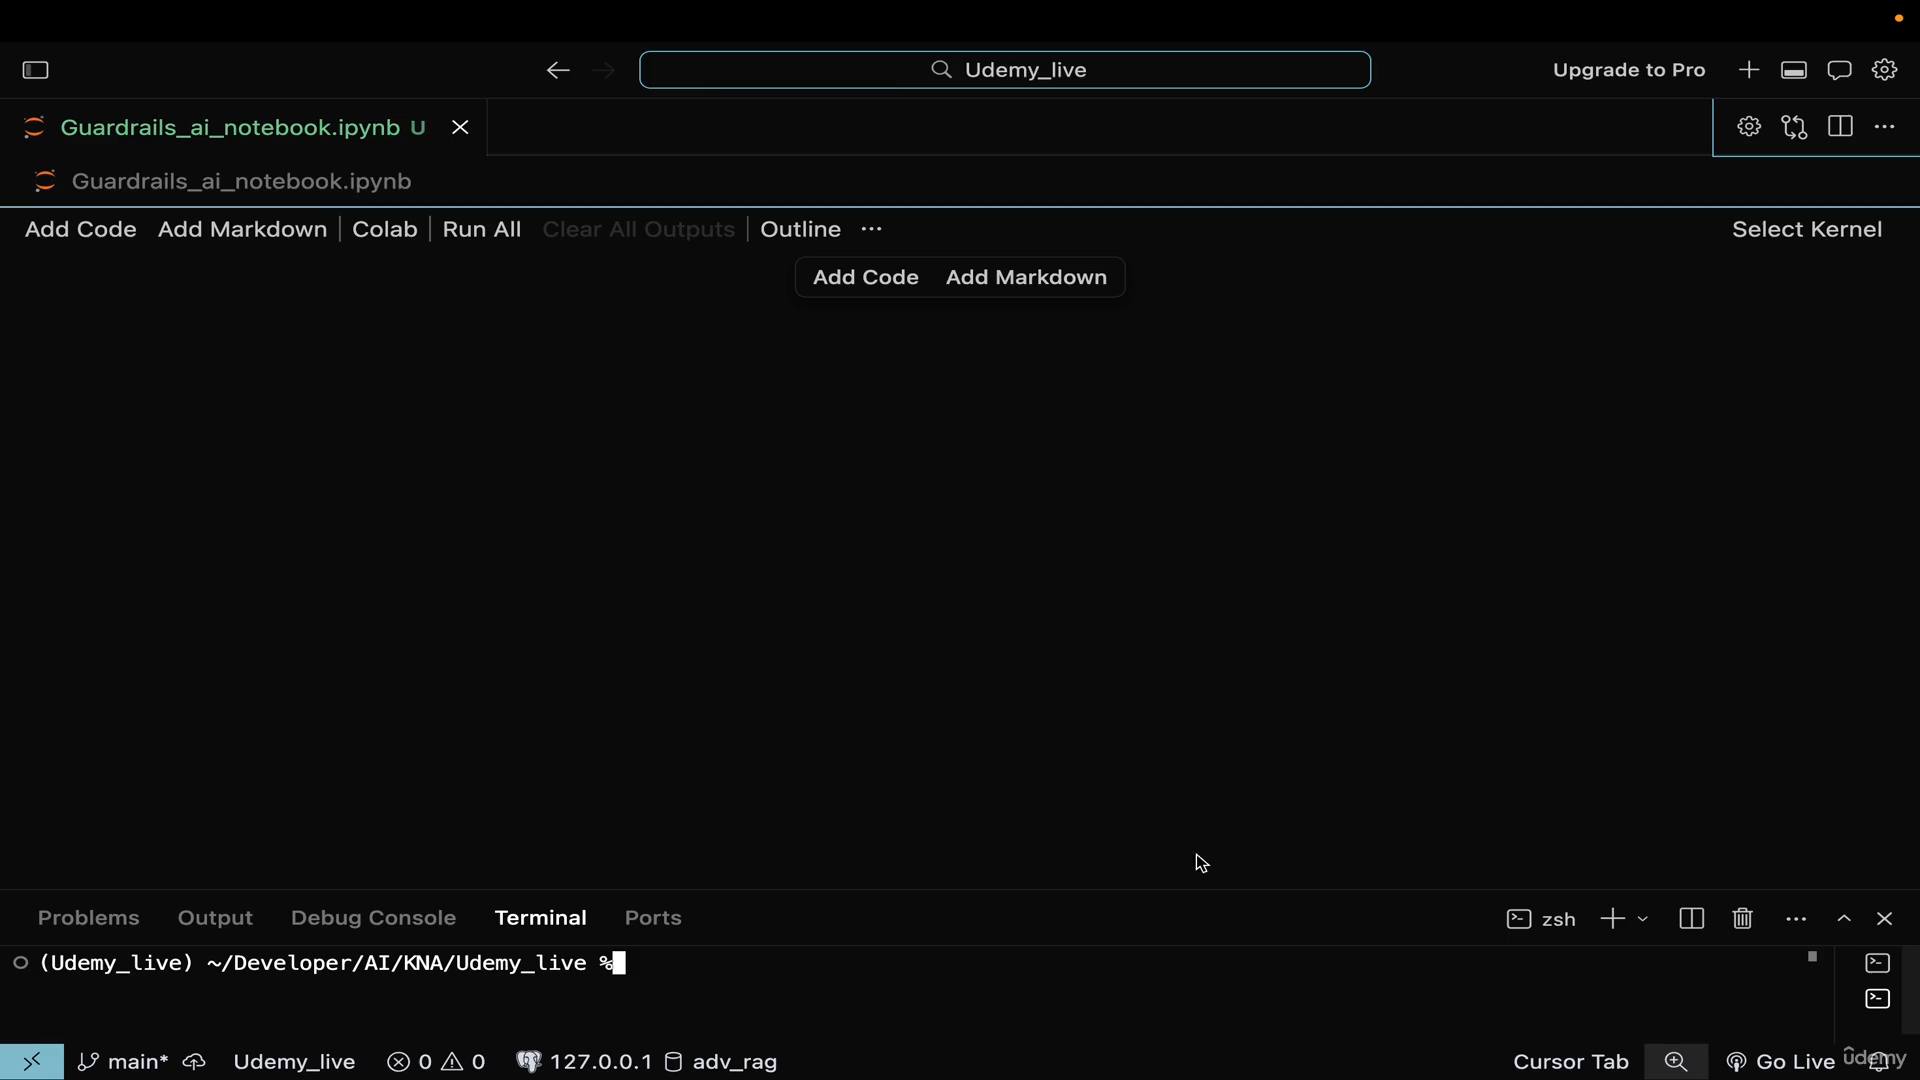 Udemy_live
Upgrade to Pro
Guardrails_ai_notebook.ipynb U
Guardrails_ai_notebook.ipynb
Add Code Add Markdown Colab Run All Clear All Outputs Outline ...
Select Kernel
Add Code Add Markdown
Problems Output Debug Console Terminal Ports
zsh
(Udemy_live) ~/Developer/AI/KNA/Udemy_live %
main* Udemy_live 0 0 127.0.0.1 adv_rag
Cursor Tab Go Live
ûdemy